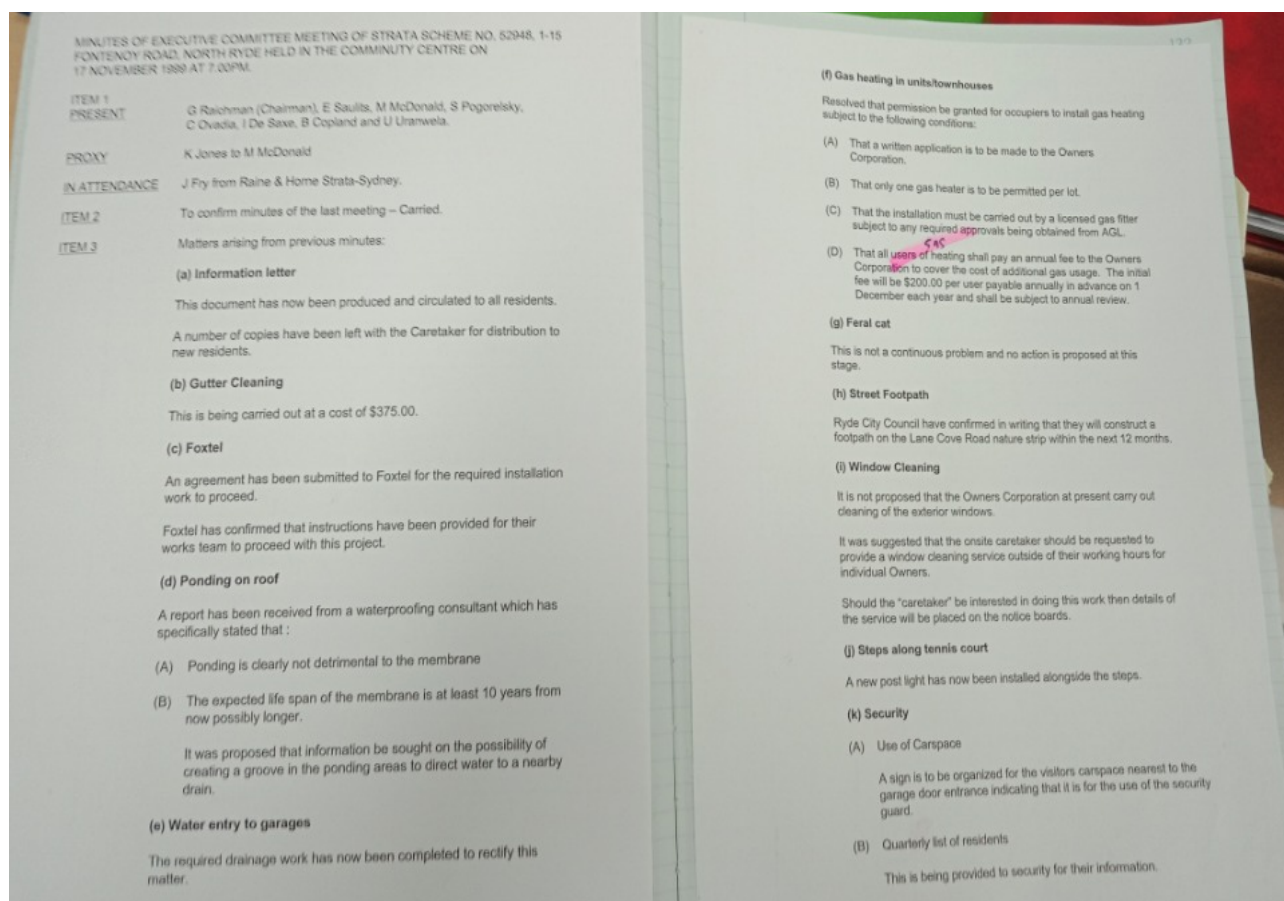 MINUTES OF EXECUTIVE COMMITTEE MEETING OF STRATA SCHEME NO. 52948, 1-15
FONTENOY ROAD, NORTH RYDE HELD IN THE COMMINUTY CENTRE ON
17 NOVEMBER 1999 AT 7.00PM.
ITEM 1
PRESENT G Raichman (Chairman), E Saulits, M McDonald, S Pogorelsky,
C Ovadia, I De Saxe, B Copland and U Uranwela.
PROXY K Jones to M McDonald
IN ATTENDANCE J Fry from Raine & Horne Strata-Sydney.
ITEM 2 To confirm minutes of the last meeting – Carried.
ITEM 3 Matters arising from previous minutes:
(a) Information letter
This document has now been produced and circulated to all residents.
A number of copies have been left with the Caretaker for distribution to
new residents.
(b) Gutter Cleaning
This is being carried out at a cost of $375.00.
(c) Foxtel
An agreement has been submitted to Foxtel for the required installation
work to proceed.
Foxtel has confirmed that instructions have been provided for their
works team to proceed with this project.
(d) Ponding on roof
A report has been received from a waterproofing consultant which has
specifically stated that :
(A) Ponding is clearly not detrimental to the membrane
(B) The expected life span of the membrane is at least 10 years from
now possibly longer.
It was proposed that information be sought on the possibility of
creating a groove in the ponding areas to direct water to a nearby
drain.
(e) Water entry to garages
The required drainage work has now been completed to rectify this
matter.
(f) Gas heating in units/townhouses
Resolved that permission be granted for occupiers to install gas heating
subject to the following conditions:
(A) That a written application is to be made to the Owners
Corporation.
(B) That only one gas heater is to be permitted per lot.
(C) That the installation must be carried out by a licensed gas fitter
subject to any required approvals being obtained from AGL.
gas
(D) That all users of heating shall pay an annual fee to the Owners
Corporation to cover the cost of additional gas usage. The initial
fee will be $200.00 per user payable annually in advance on 1
December each year and shall be subject to annual review.
(g) Feral cat
This is not a continuous problem and no action is proposed at this
stage.
(h) Street Footpath
Ryde City Council have confirmed in writing that they will construct a
footpath on the Lane Cove Road nature strip within the next 12 months.
(i) Window Cleaning
It is not proposed that the Owners Corporation at present carry out
cleaning of the exterior windows.
It was suggested that the onsite caretaker should be requested to
provide a window cleaning service outside of their working hours for
individual Owners.
Should the "caretaker" be interested in doing this work then details of
the service will be placed on the notice boards.
(j) Steps along tennis court
A new post light has now been installed alongside the steps.
(k) Security
(A) Use of Carspace
A sign is to be organized for the visitors carspace nearest to the
garage door entrance indicating that it is for the use of the security
guard.
(B) Quarterly list of residents
This is being provided to security for their information.